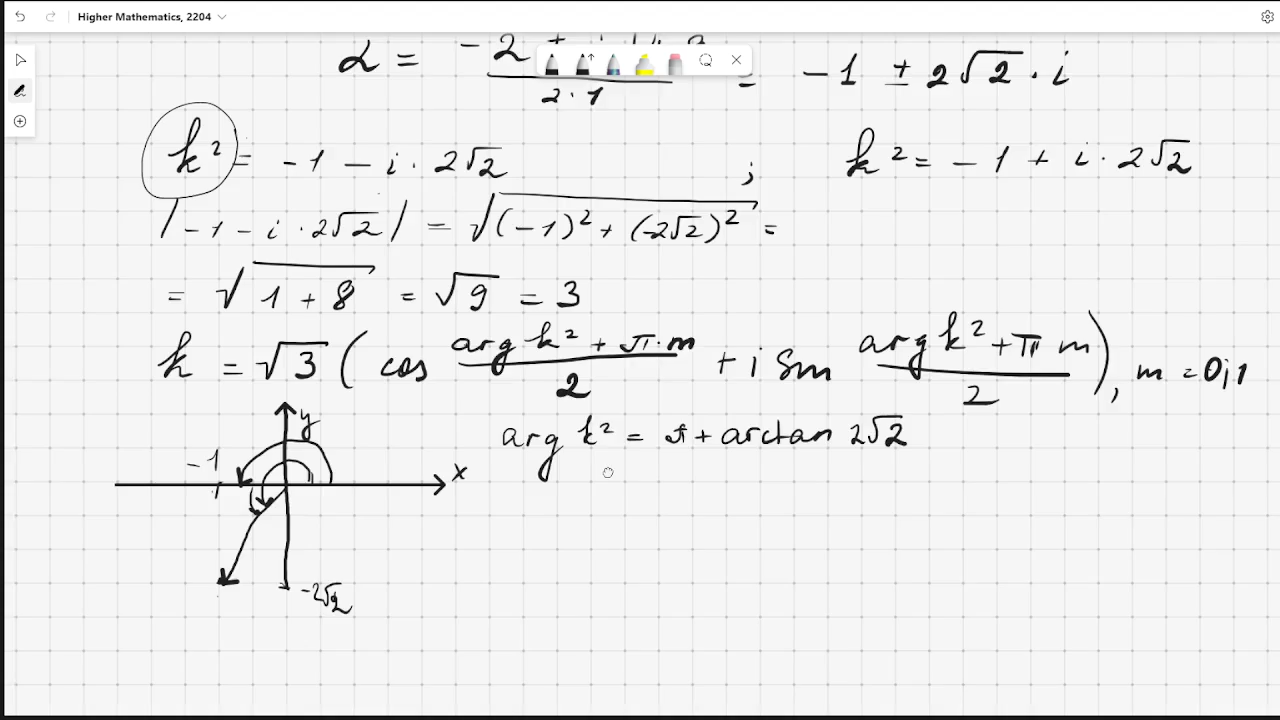 Higher Mathematics, 2204
α = -2 ± i / 2·1 = -1 ± 2√2 · i
k² = -1 - i · 2√2 ; k² = -1 + i · 2√2
|-1 - i · 2√2| = √((-1)² + (-2√2)²) =
= √(1 + 8) = √9 = 3
k = √3 (cos (arg k² + π·m)/2 + i sin (arg k² + π m)/2), m = 0;1
y
arg k² = π + arctan 2√2
-1
x
-2√2